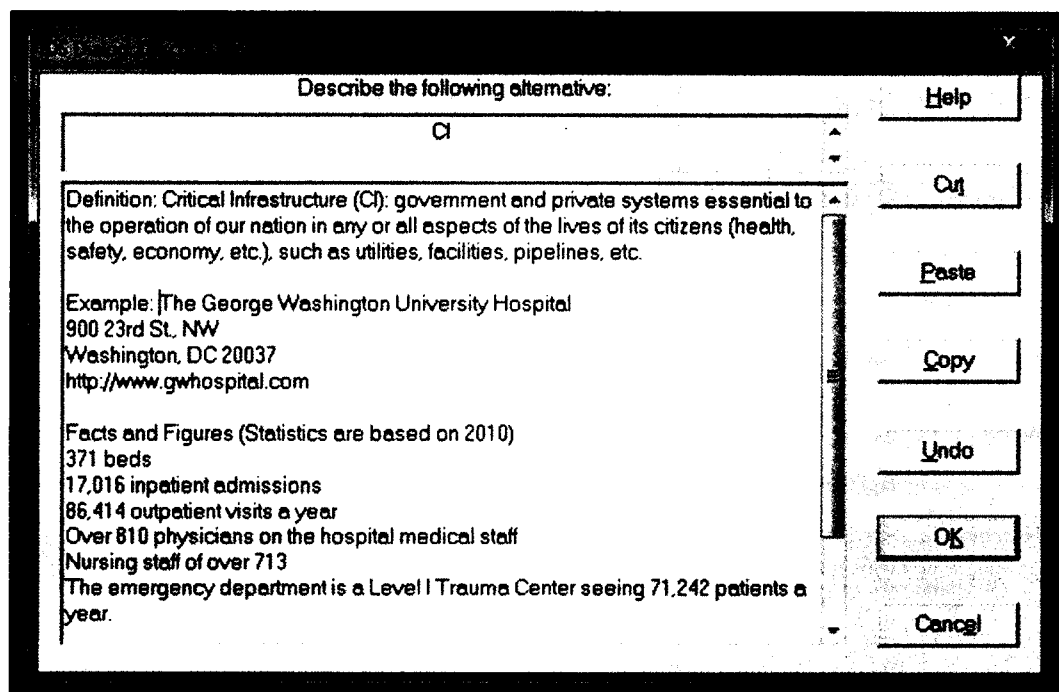 Describe the following alternative:
Help
CI
Cut
Definition: Critical Infrastructure (CI): government and private systems essential to
the operation of our nation in any or all aspects of the lives of its citizens (health,
safety, economy, etc.), such as utilities, facilities, pipelines, etc.
Paste
Example: The George Washington University Hospital
900 23rd St., NW
Washington, DC 20037
http://www.gwhospital.com
Copy
Facts and Figures (Statistics are based on 2010)
371 beds
17,016 inpatient admissions
86,414 outpatient visits a year
Over 810 physicians on the hospital medical staff
Nursing staff of over 713
The emergency department is a Level I Trauma Center seeing 71,242 patients a
year.
Undo
OK
Cancel